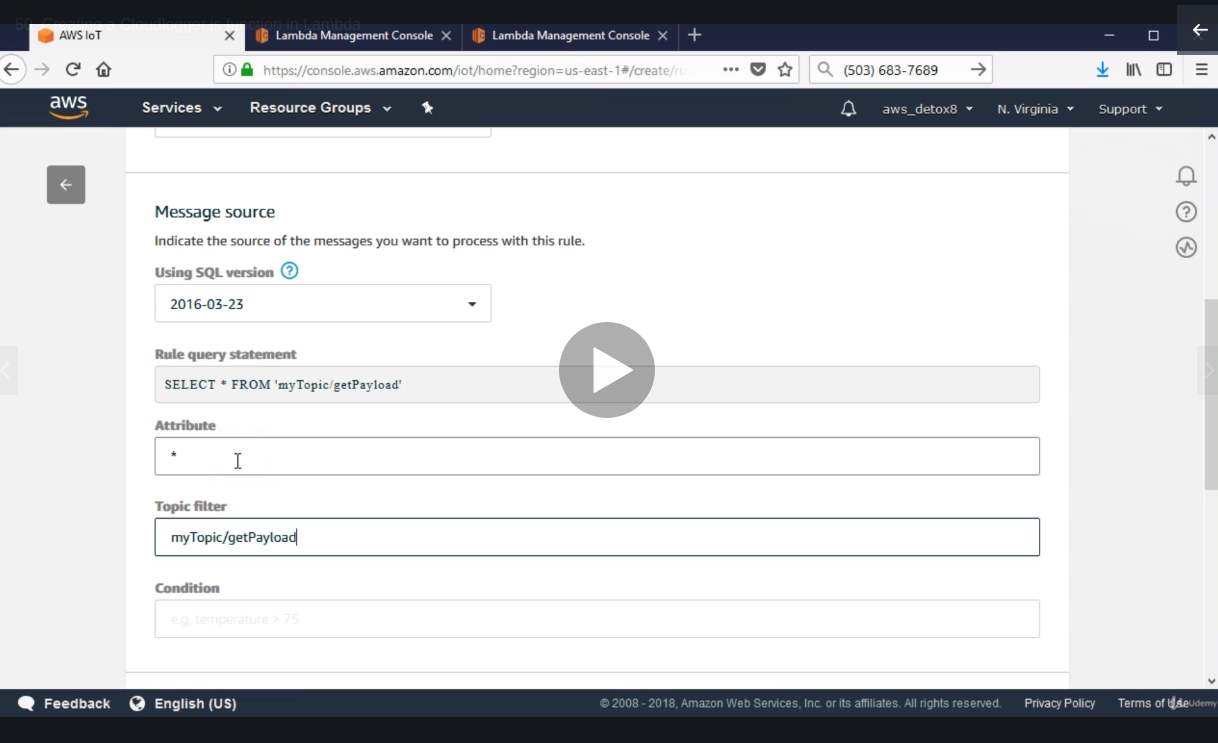 50. Creating a Cloudlogger.js function in Lambda
AWS IoT
Lambda Management Console
Lambda Management Console
https://console.aws.amazon.com/iot/home?region=us-east-1#/create/ru
(503) 683-7689
aws
Services
Resource Groups
aws_detox8
N. Virginia
Support
Message source
Indicate the source of the messages you want to process with this rule.
Using SQL version ?
2016-03-23
Rule query statement
SELECT * FROM 'myTopic/getPayload'
Attribute
*
Topic filter
myTopic/getPayload
Condition
e.g. temperature > 75
Feedback
English (US)
© 2008 - 2018, Amazon Web Services, Inc. or its affiliates. All rights reserved.
Privacy Policy
Terms of Use
Udemy